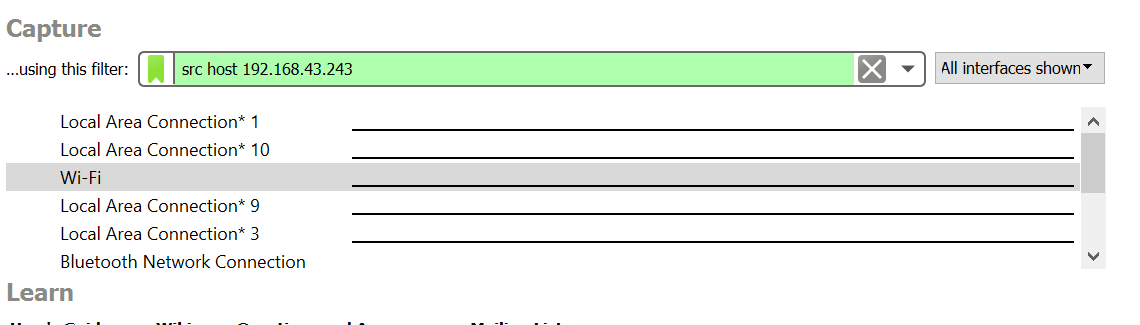 Capture
...using this filter: src host 192.168.43.243 All interfaces shown
Local Area Connection* 1
Local Area Connection* 10
Wi-Fi
Local Area Connection* 9
Local Area Connection* 3
Bluetooth Network Connection
Learn